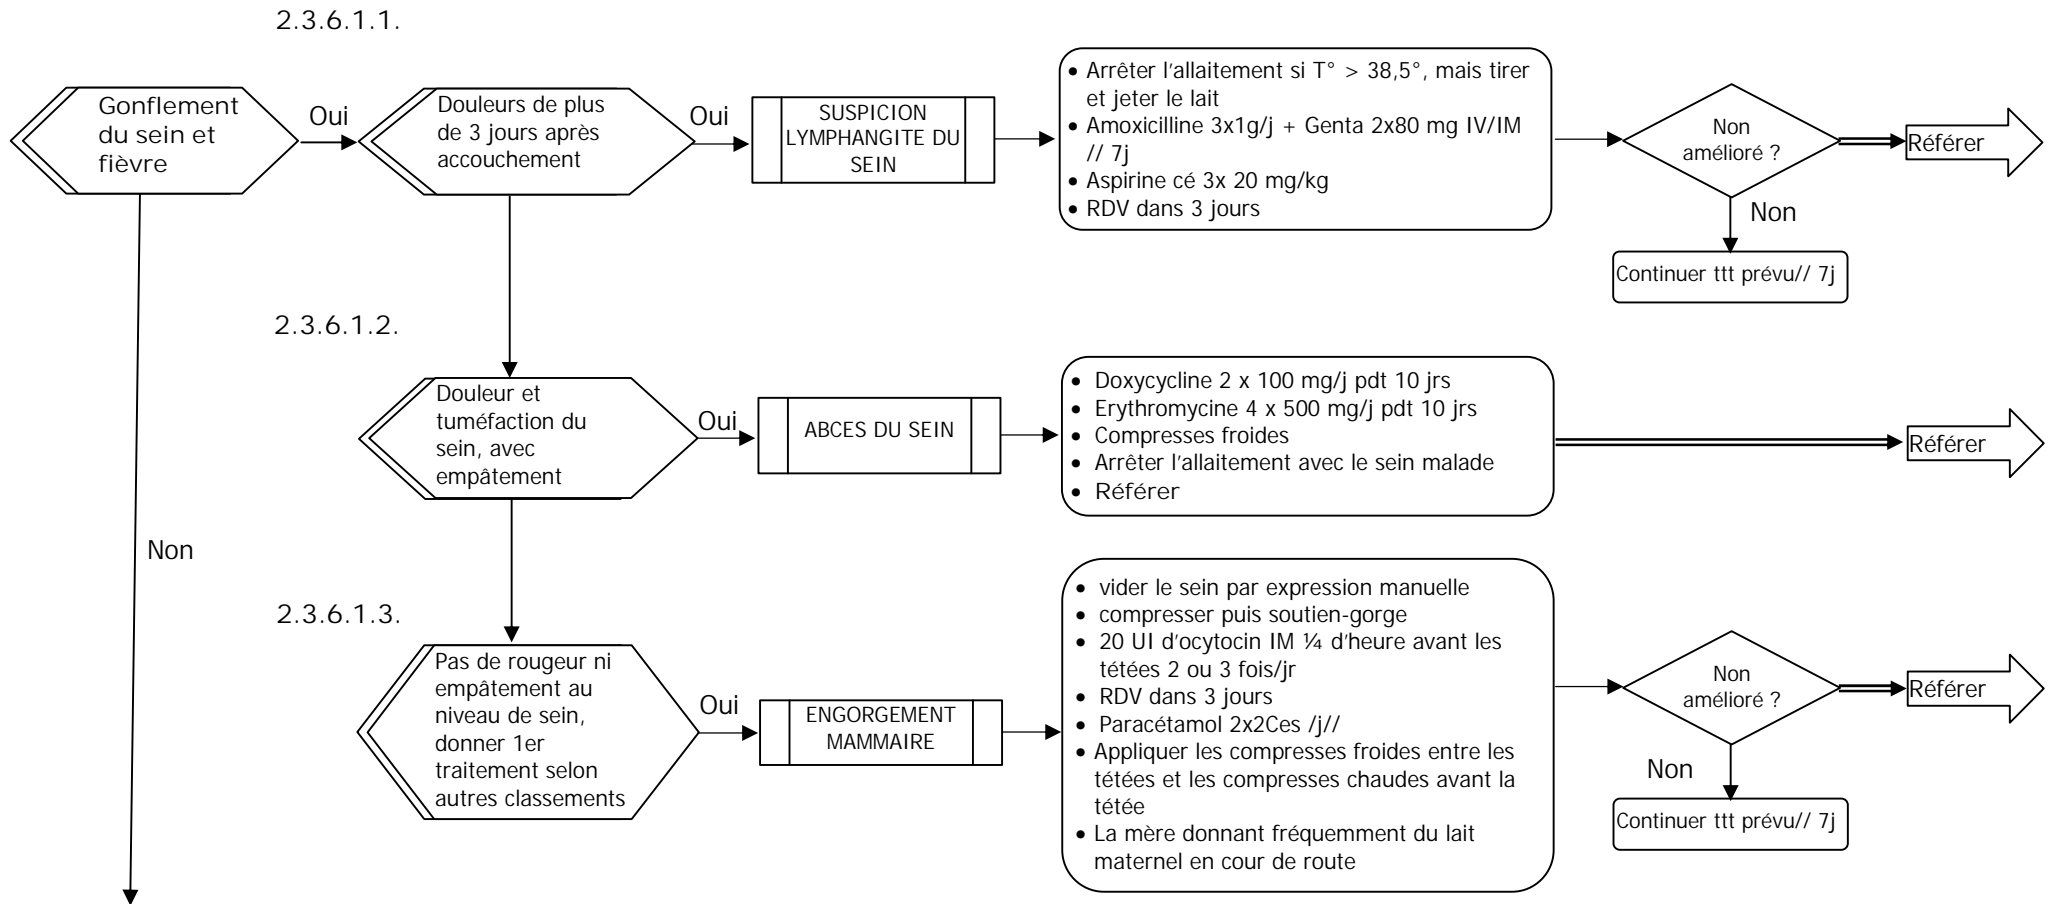 2.3.6.1.1.
Gonflement
du sein et
fièvre
Oui
Douleurs de plus
de 3 jours après
accouchement
Oui
SUSPICION
LYMPHANGITE DU
SEIN
• Arrêter l'allaitement si T° > 38,5°, mais tirer
et jeter le lait
• Amoxicilline 3x1g/j + Genta 2x80 mg IV/IM
// 7j
• Aspirine cé 3x 20 mg/kg
• RDV dans 3 jours
Non
amélioré ?
Référer
Non
Continuer ttt prévu// 7j
2.3.6.1.2.
Douleur et
tuméfaction du
sein, avec
empâtement
Oui
ABCES DU SEIN
• Doxycycline 2 x 100 mg/j pdt 10 jrs
• Erythromycine 4 x 500 mg/j pdt 10 jrs
• Compresses froides
• Arrêter l'allaitement avec le sein malade
• Référer
Référer
Non
2.3.6.1.3.
Pas de rougeur ni
empâtement au
niveau de sein,
donner 1er
traitement selon
autres classements
Oui
ENGORGEMENT
MAMMAIRE
• vider le sein par expression manuelle
• compresser puis soutien-gorge
• 20 UI d'ocytocin IM ¼ d'heure avant les
tétées 2 ou 3 fois/jr
• RDV dans 3 jours
• Paracétamol 2x2Ces /j//
• Appliquer les compresses froides entre les
tétées et les compresses chaudes avant la
tétée
• La mère donnant fréquemment du lait
maternel en cour de route
Non
amélioré ?
Référer
Non
Continuer ttt prévu// 7j